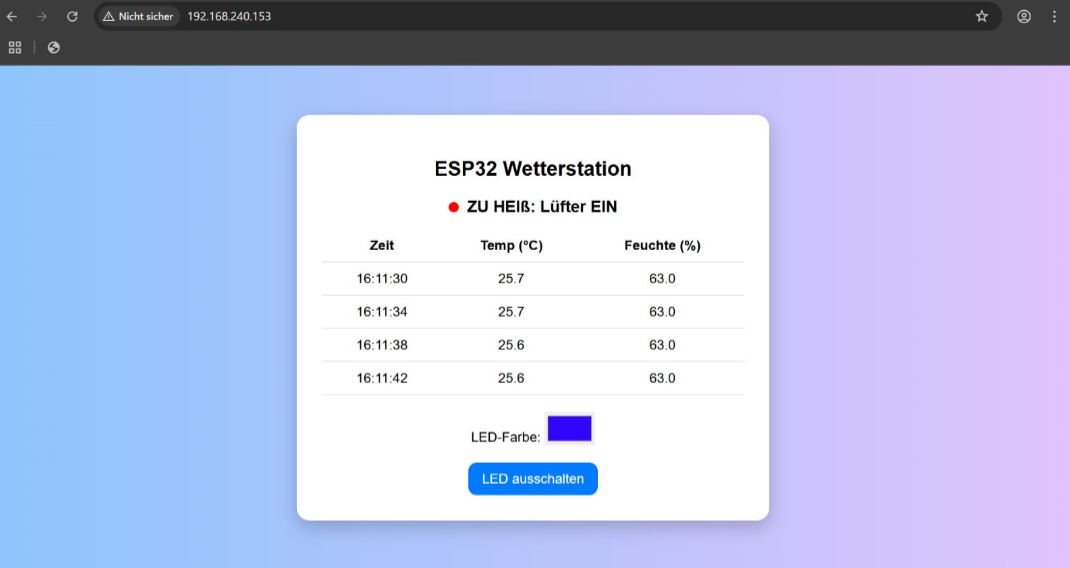 Nicht sicher 192.168.240.153
ESP32 Wetterstation
ZU HEIß: Lüfter EIN
Zeit Temp (°C) Feuchte (%)
16:11:30 25.7 63.0
16:11:34 25.7 63.0
16:11:38 25.6 63.0
16:11:42 25.6 63.0
LED-Farbe:
LED ausschalten